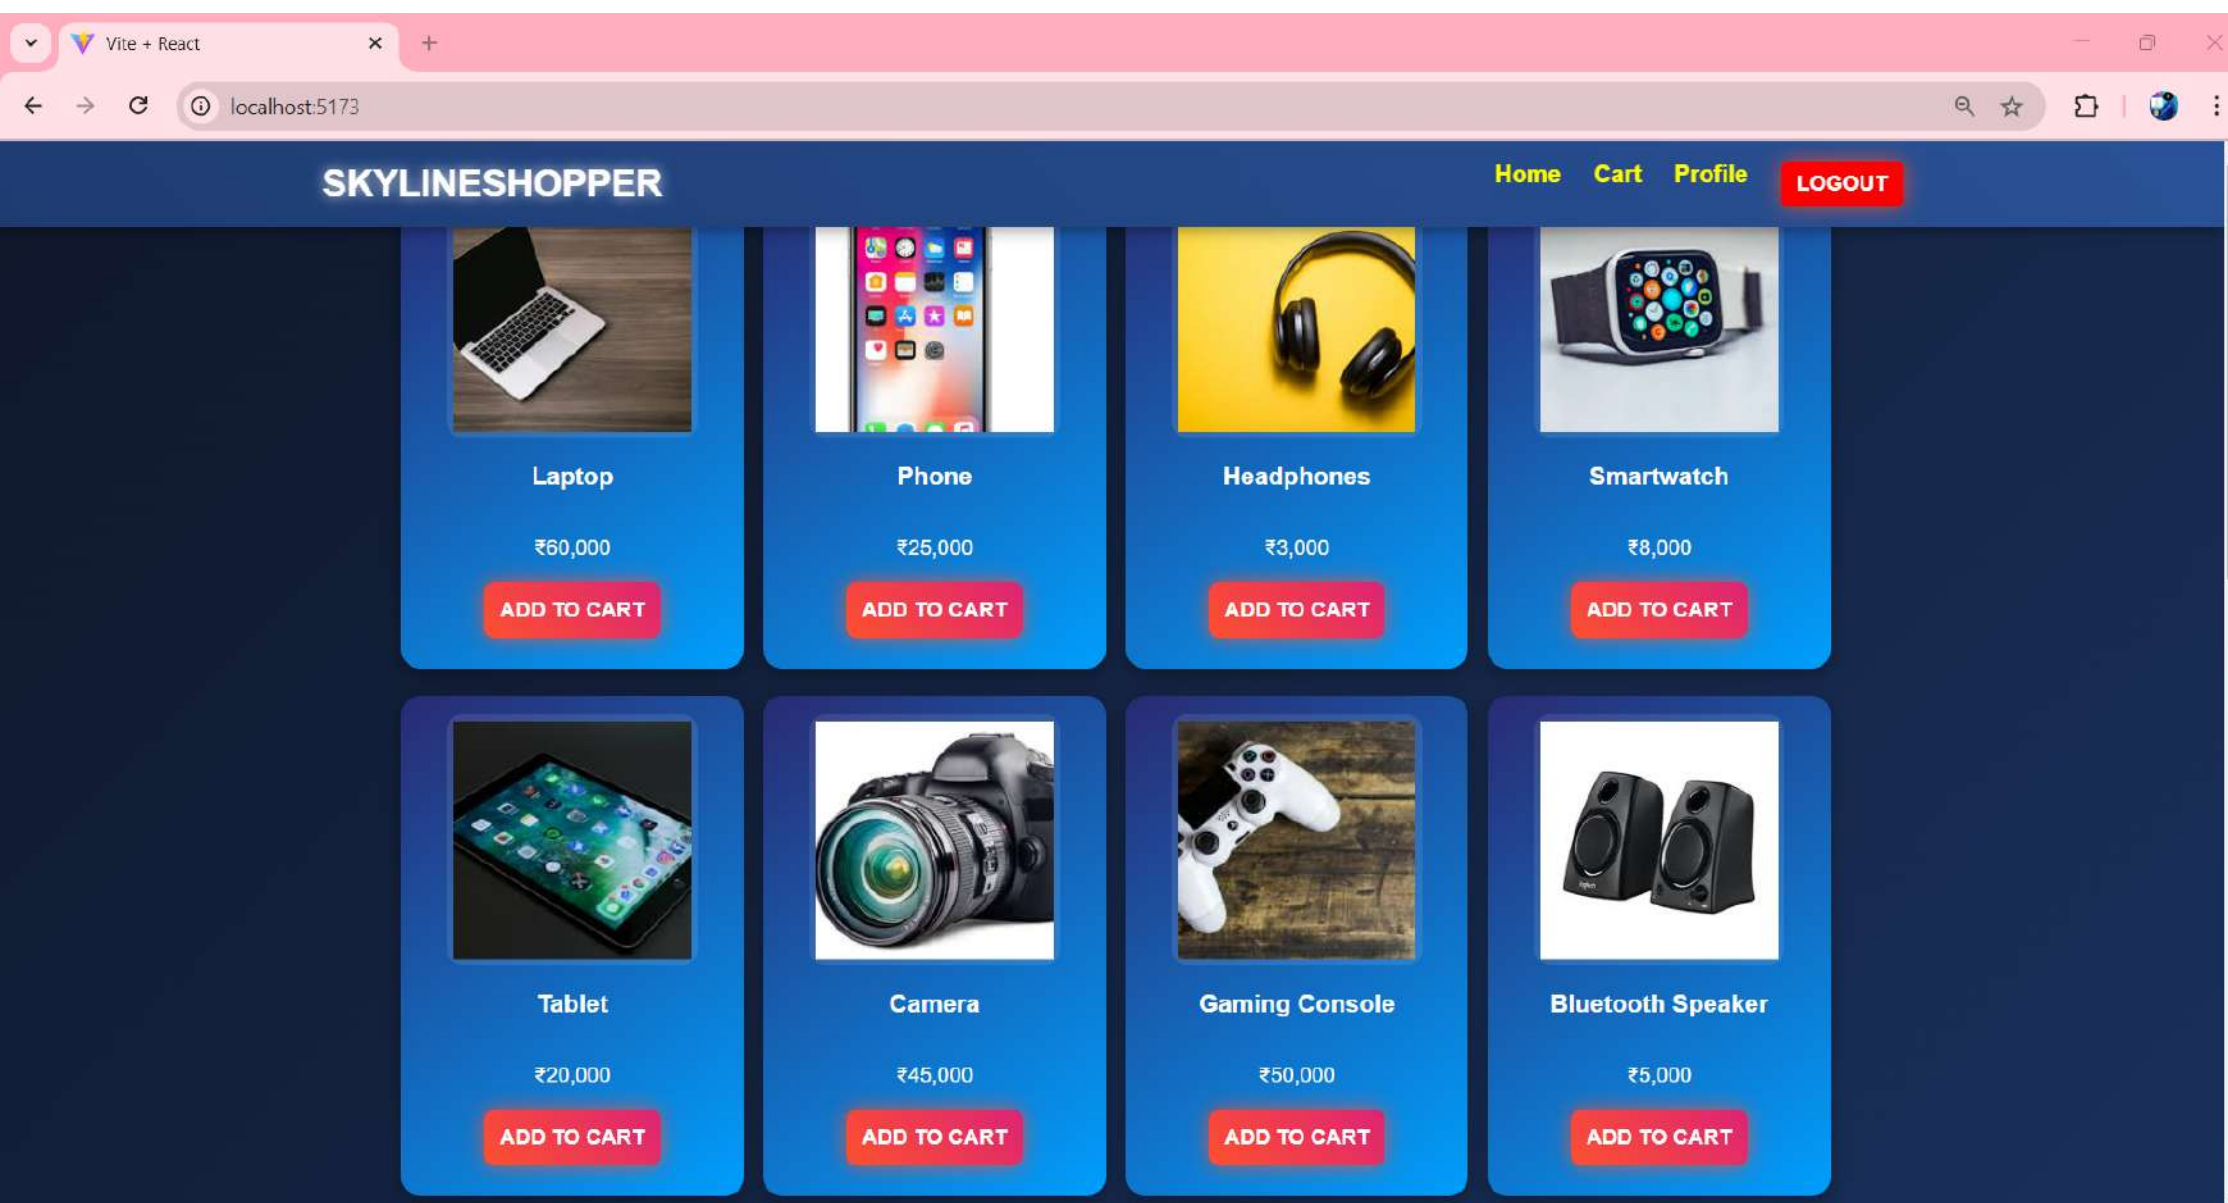 Vite + React
localhost:5173
SKYLINESHOPPER
Home Cart Profile LOGOUT
Laptop Phone Headphones Smartwatch
₹60,000 ₹25,000 ₹3,000 ₹8,000
ADD TO CART ADD TO CART ADD TO CART ADD TO CART
Tablet Camera Gaming Console Bluetooth Speaker
₹20,000 ₹45,000 ₹50,000 ₹5,000
ADD TO CART ADD TO CART ADD TO CART ADD TO CART